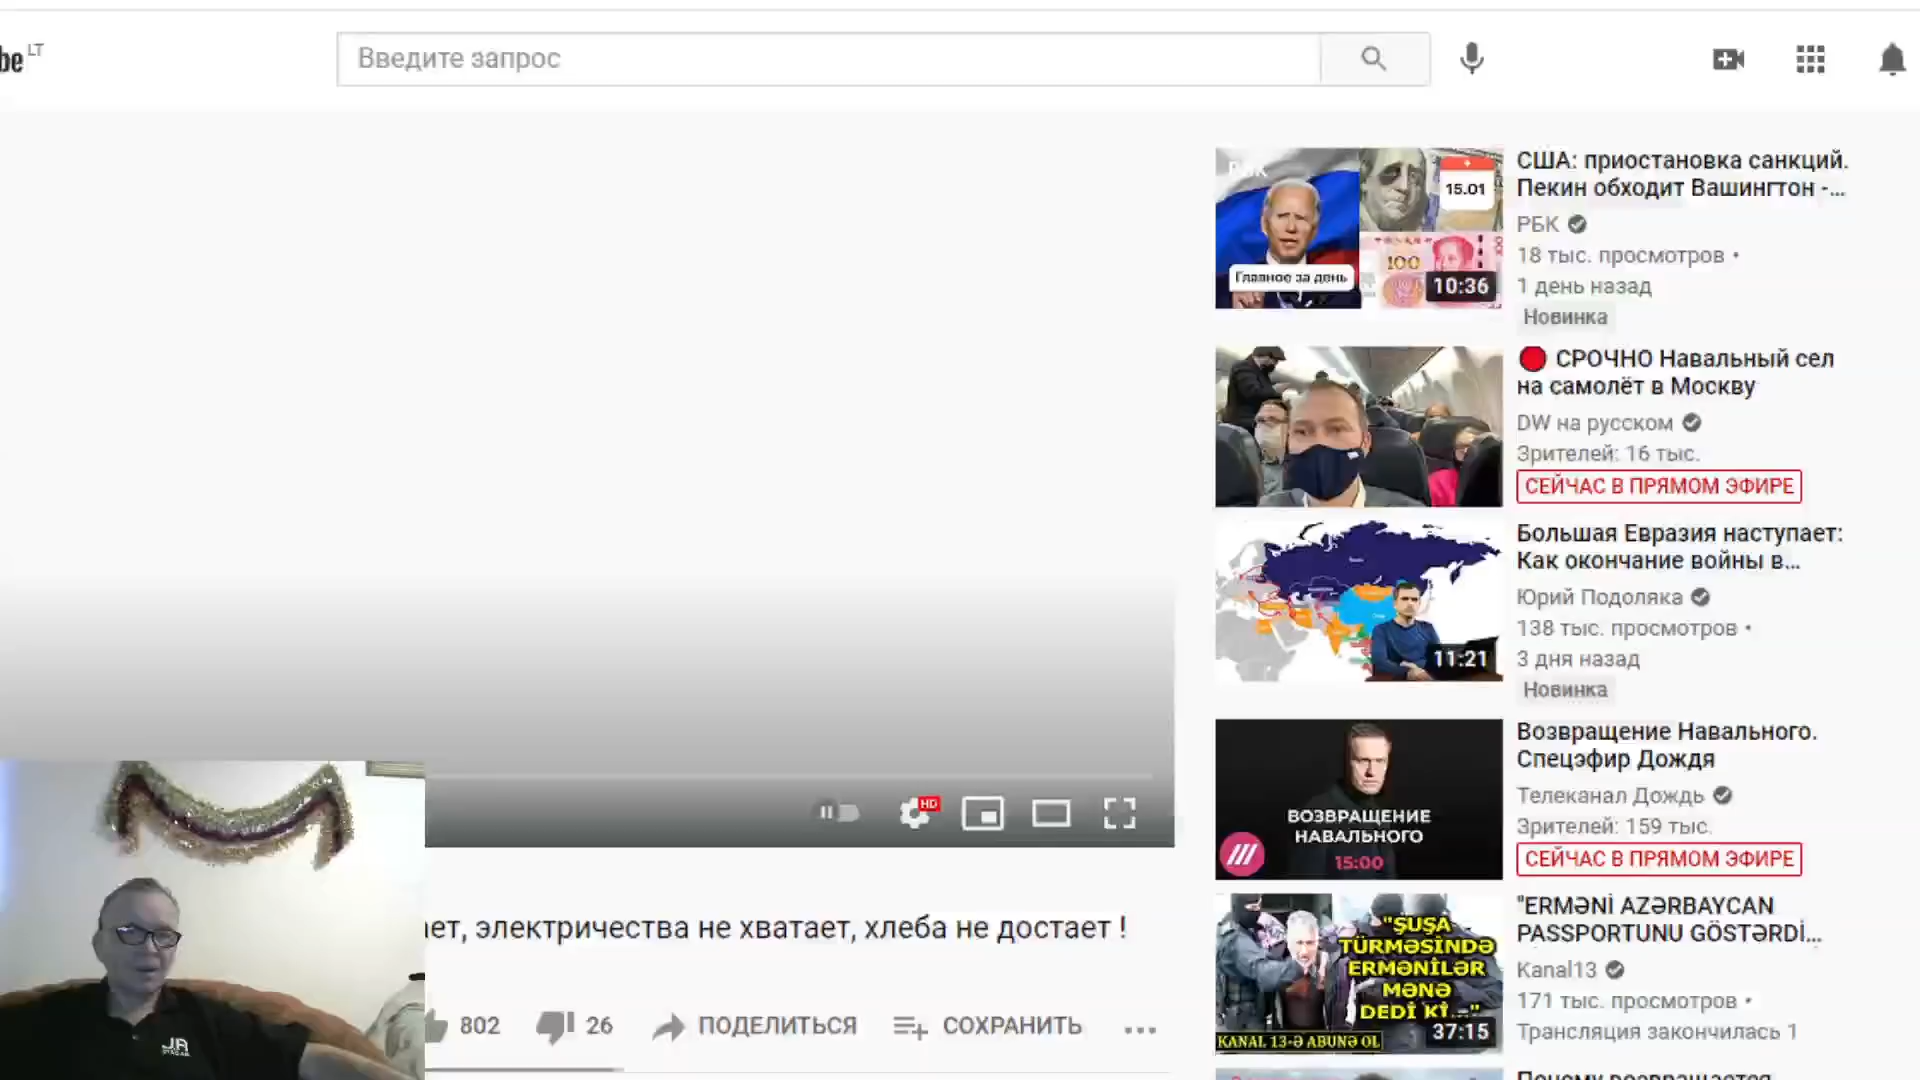 be LT
Введите запрос
США: приостановка санкций.
Пекин обходит Вашингтон -...
РБК
18 тыс. просмотров •
1 день назад
Новинка
15.01
100
Главное за день
10:36
СРОЧНО Навальный сел
на самолёт в Москву
DW на русском
Зрителей: 16 тыс.
СЕЙЧАС В ПРЯМОМ ЭФИРЕ
Большая Евразия наступает:
Как окончание войны в...
Юрий Подоляка
138 тыс. просмотров •
3 дня назад
Новинка
11:21
Возвращение Навального.
Спецэфир Дождя
Телеканал Дождь
Зрителей: 159 тыс.
СЕЙЧАС В ПРЯМОМ ЭФИРЕ
ВОЗВРАЩЕНИЕ
НАВАЛЬНОГО
15:00
"ERMƏNİ AZƏRBAYCAN
PASSPORTUNU GÖSTƏRDİ...
Kanal13
171 тыс. просмотров •
Трансляция закончилась 1
"ŞUŞA
TÜRMƏSİNDƏ
ERMƏNİLƏR
MƏNƏ
DEDİ Kİ..."
37:15
KANAL 13-Ə ABUNƏ OL
Почему возвращается
HD
ает, электричества не хватает, хлеба не достает !
802
26
ПОДЕЛИТЬСЯ
СОХРАНИТЬ
JA